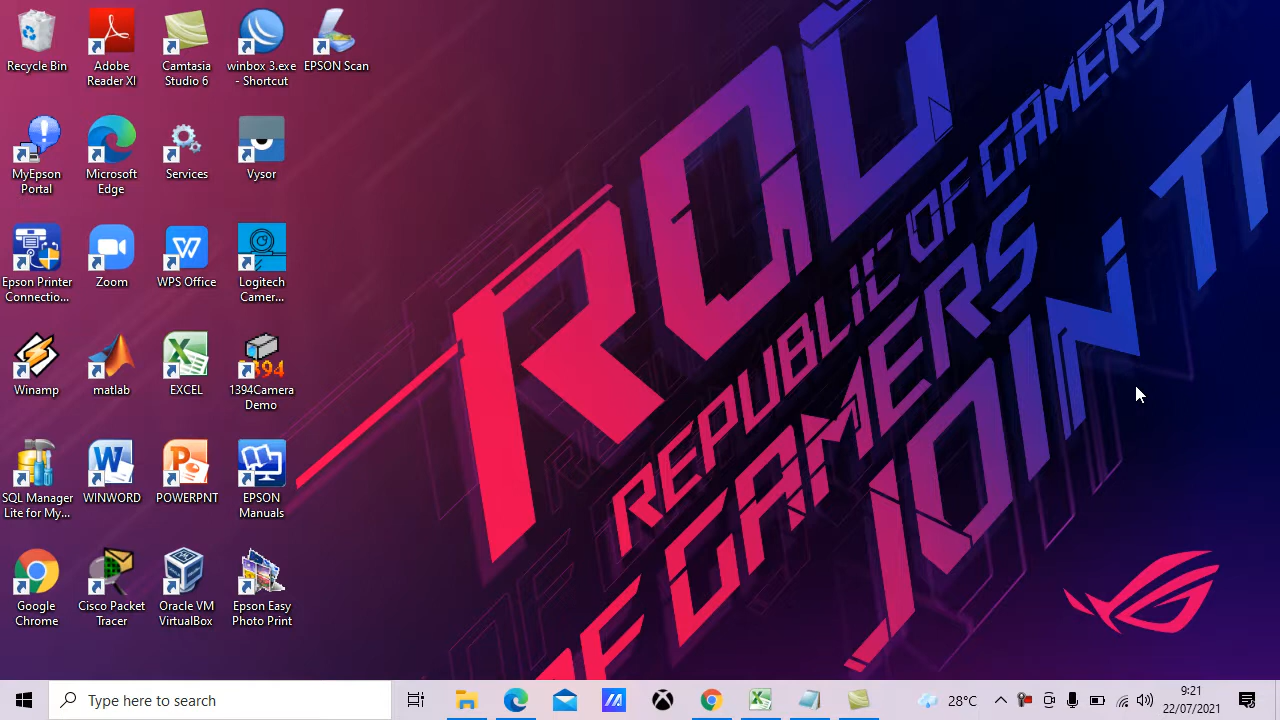 Recycle Bin
Adobe
Reader XI
Camtasia
Studio 6
winbox 3.exe
- Shortcut
EPSON Scan
MyEpson
Portal
Microsoft
Edge
Services
Vysor
Epson Printer
Connectio...
Zoom
WPS Office
Logitech
Camer...
Winamp
matlab
EXCEL
1394
1394Camera
Demo
SQL Manager
Lite for My...
WINWORD
POWERPNT
EPSON
Manuals
Google
Chrome
Cisco Packet
Tracer
Oracle VM
VirtualBox
Epson Easy
Photo Print
ROG
REPUBLIC OF GAMERS
OF GAMERS
JOIN TH
Type here to search
28°C
9:21
22/07/2021